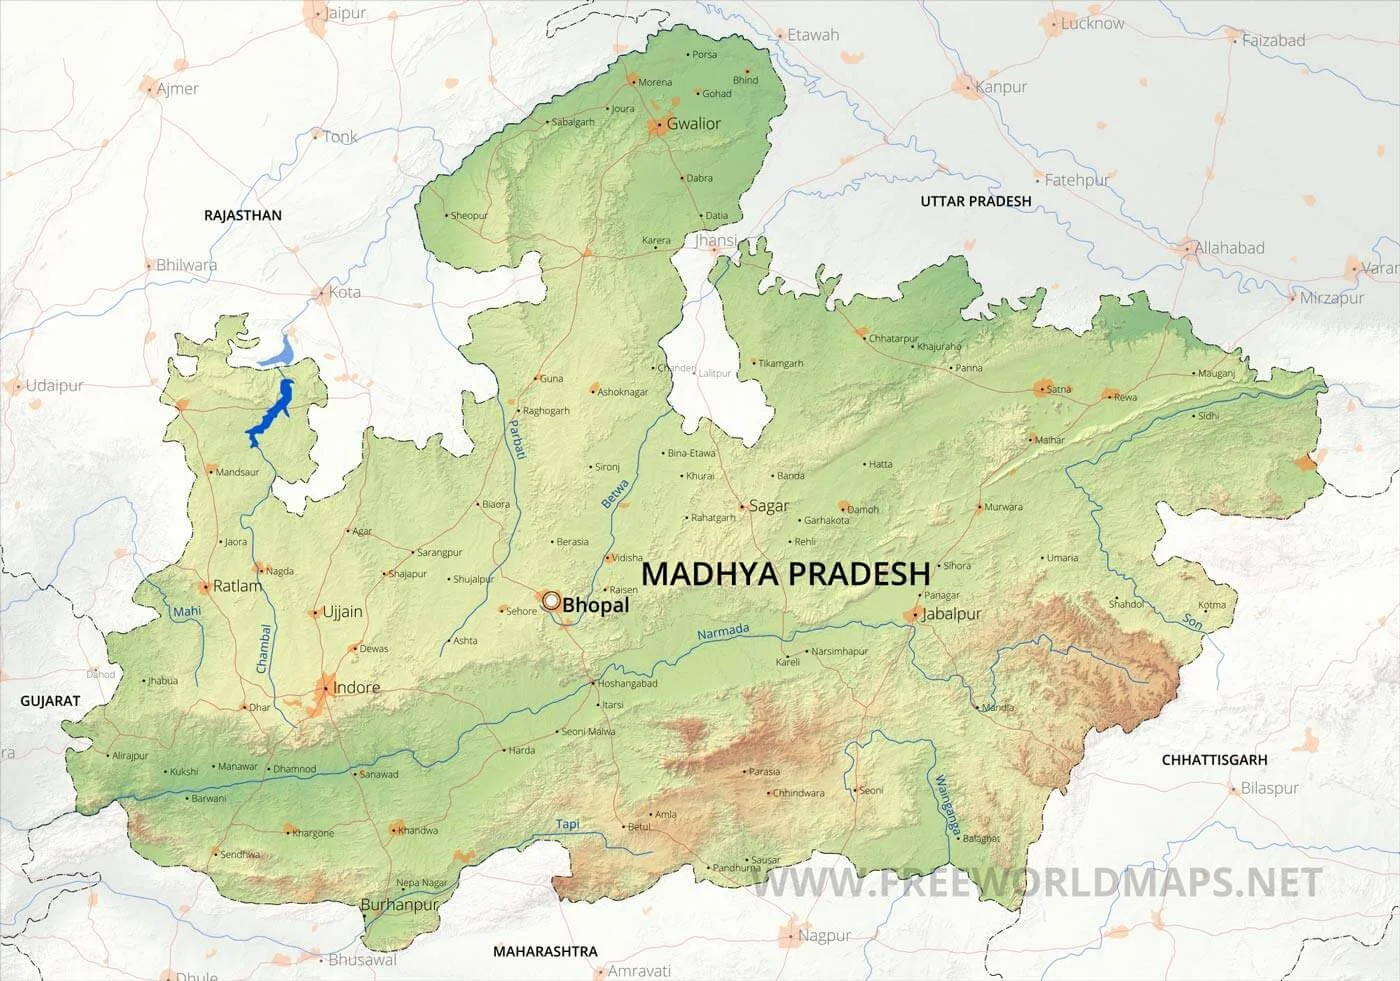 Jaipur
Etawah
Lucknow
Faizabad
Porsa
Morena
Bhind
Ajmer
Gohad
Kanpur
Joura
Sabalgarh
Gwalior
Tonk
Dabra
Fatehpur
RAJASTHAN
Sheopur
Datia
UTTAR PRADESH
Karera
Jhansi
Allahabad
Bhilwara
Varan
Kota
Mirzapur
Chhatarpur
Khajuraho
Tikamgarh
Chanderi
Lalitpur
Panna
Mauganj
Udaipur
Guna
Ashoknagar
Satna
Rewa
Raghogarh
Sidhi
Parbati
Maihar
Bina-Etawa
Mandsaur
Sironj
Khurai
Banda
Hatta
Betwa
Biaora
Sagar
Damoh
Murwara
Rahatgarh
Garhakota
Agar
Jaora
Berasia
Rehli
Sarangpur
Vidisha
Umaria
Nagda
Shajapur
Shujalpur
MADHYA PRADESH
Sihora
Ratlam
Raisen
Panagar
Bhopal
Shahdol
Kotma
Mahi
Ujjain
Sehore
Jabalpur
Son
Chambal
Ashta
Narmada
Dewas
Narsimhapur
Kareli
Dahod
Jhabua
Indore
Hoshangabad
GUJARAT
Dhar
Itarsi
Mandla
Seoni Malwa
ra
Alirajpur
Harda
CHHATTISGARH
Kukshi
Manawar
Dhamnod
Sanawad
Parasia
Bilaspur
Barwani
Chhindwara
Seoni
Wainganga
Amla
Khargone
Khandwa
Tapi
Betul
Balaghat
Sendhwa
Sausar
Pandhurna
Nepa Nagar
WWW.FREEWORLDMAPS.NET
Burhanpur
Nagpur
MAHARASHTRA
Bhusawal
Amravati
Dhule